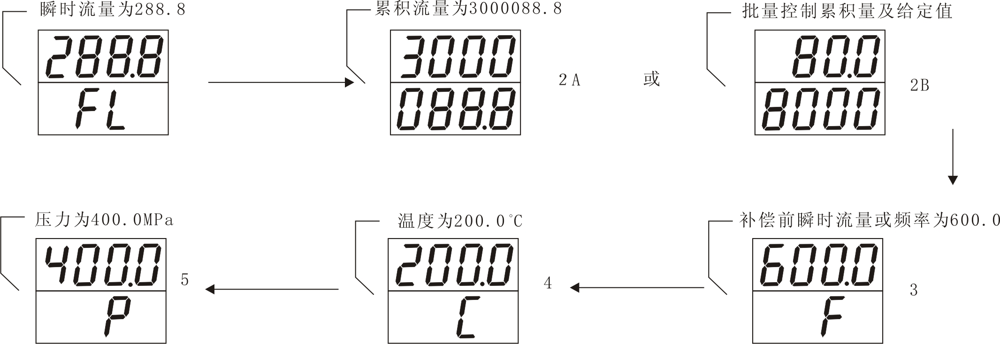 瞬时流量为288.8
288.8
FL
累积流量为3000088.8
3000
088.8
2A
或
批量控制累积量及给定值
80.0
8000
2B
补偿前瞬时流量或频率为600.0
600.0
F
3
温度为200.0℃
200.0
C
4
压力为400.0MPa
400.0
P
5